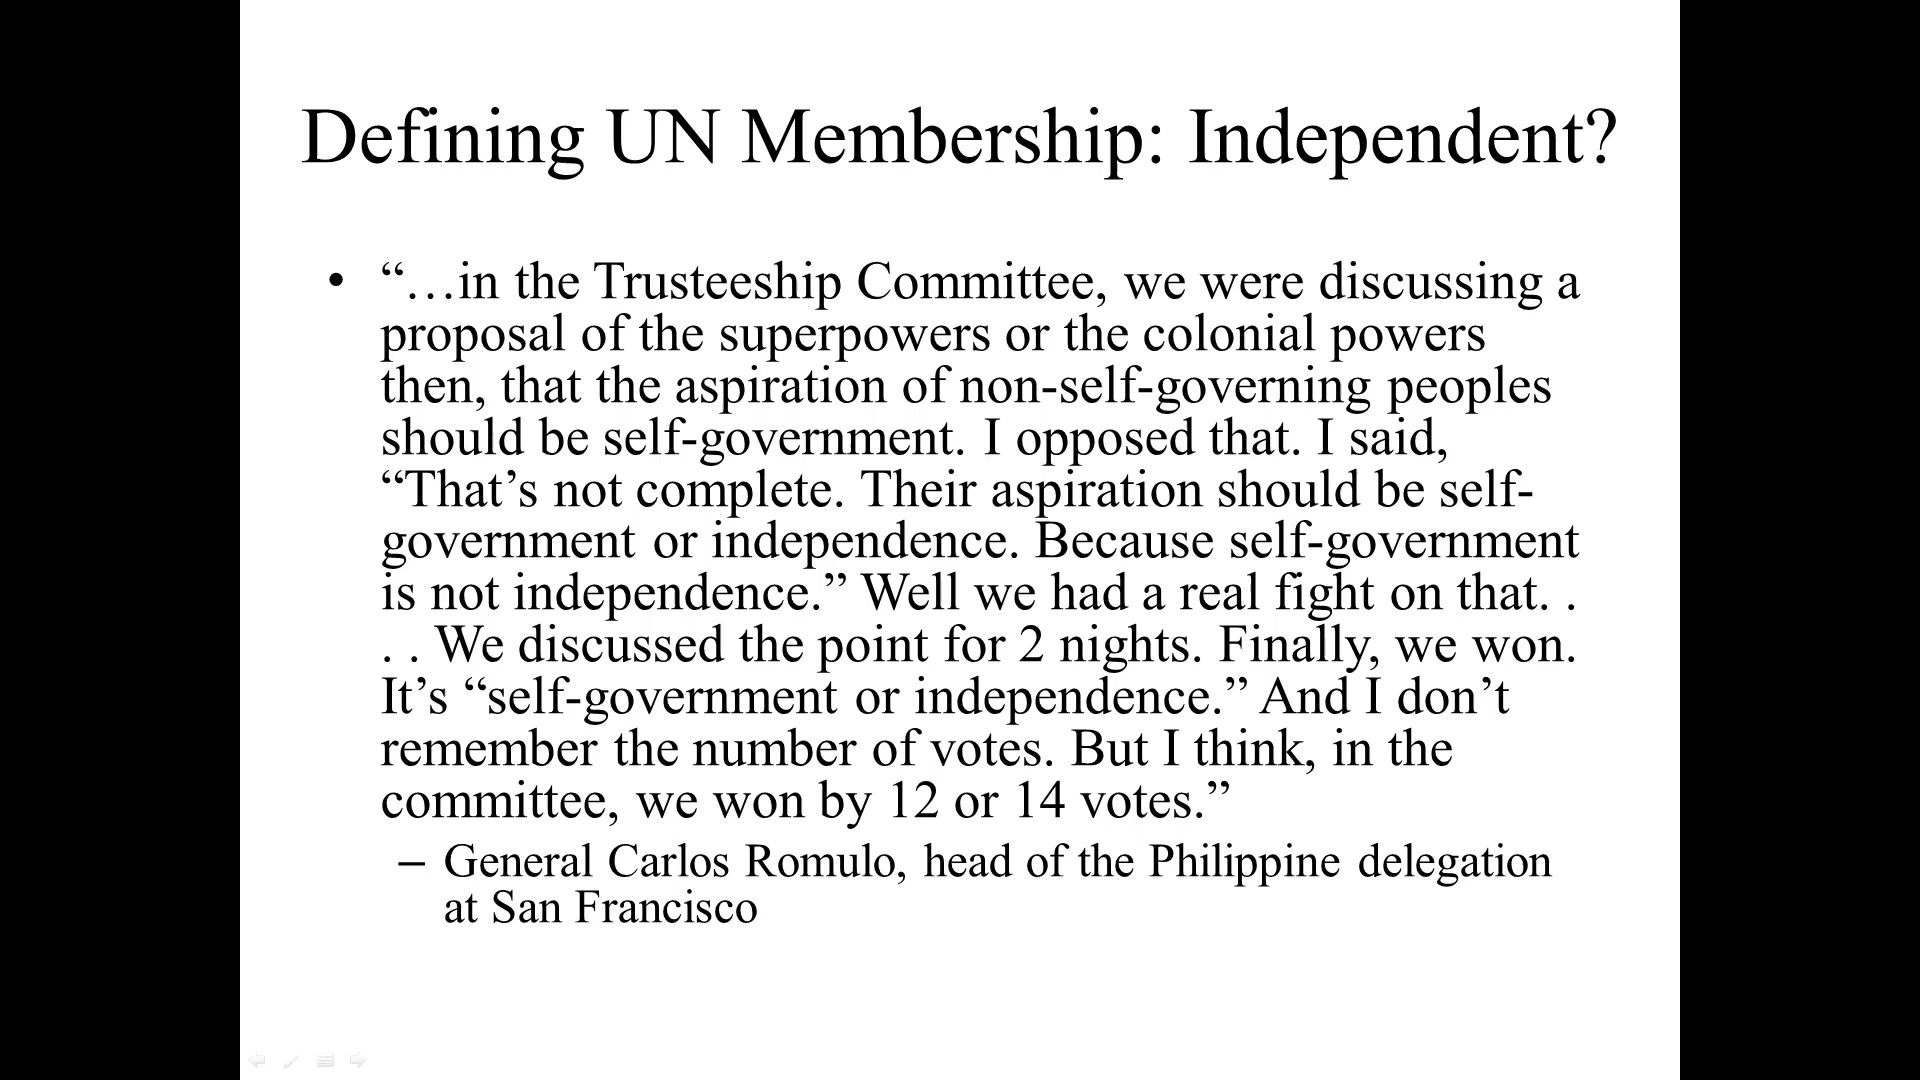 Defining UN Membership: Independent?
• “…in the Trusteeship Committee, we were discussing a
proposal of the superpowers or the colonial powers
then, that the aspiration of non-self-governing peoples
should be self-government. I opposed that. I said,
“That’s not complete. Their aspiration should be self-
government or independence. Because self-government
is not independence.” Well we had a real fight on that. .
. . We discussed the point for 2 nights. Finally, we won.
It’s “self-government or independence.” And I don’t
remember the number of votes. But I think, in the
committee, we won by 12 or 14 votes.”
– General Carlos Romulo, head of the Philippine delegation
at San Francisco